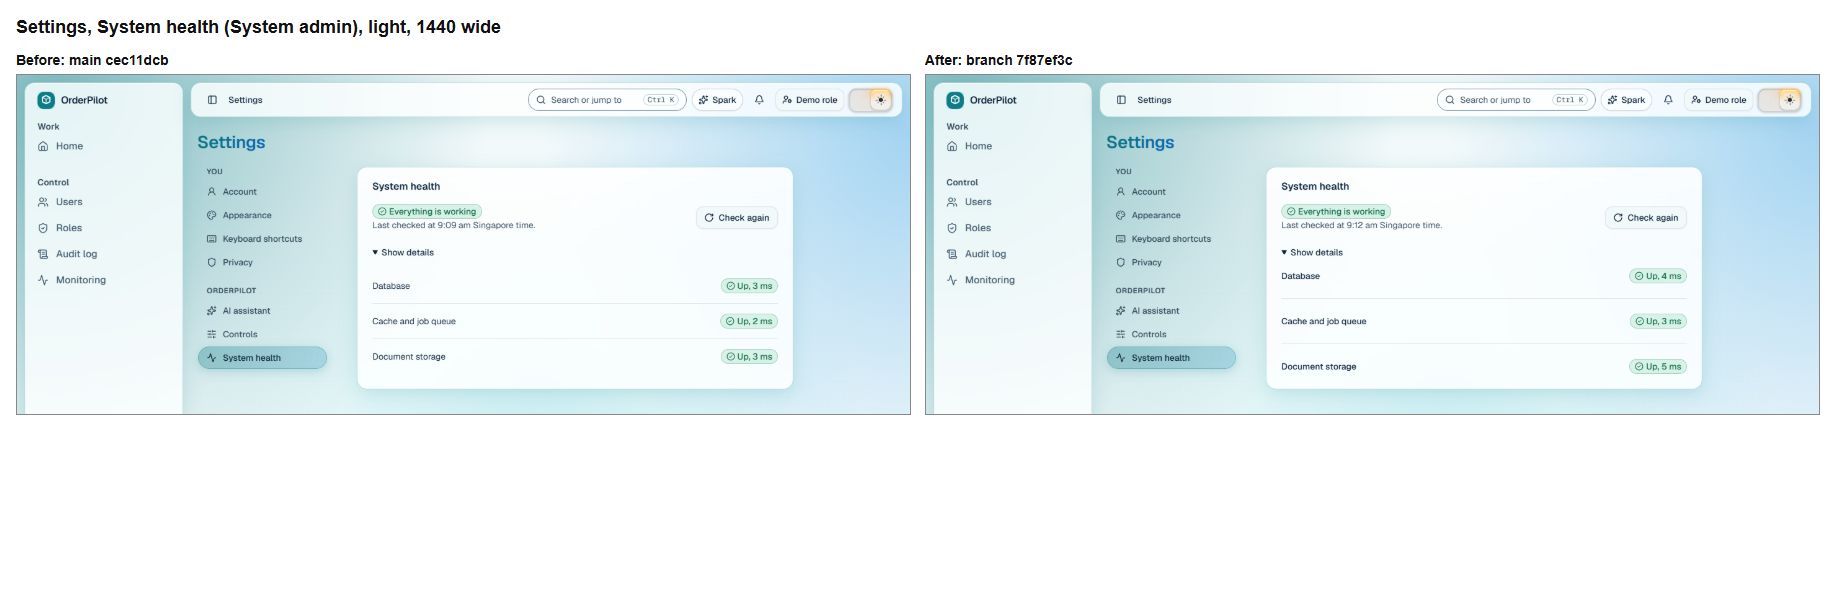 Settings, System health (System admin), light, 1440 wide
Before: main cec11dcb
OrderPilot
Work
Home
Control
Users
Roles
Audit log
Monitoring
Settings
Search or jump to Ctrl K
Spark
Demo role
Settings
YOU
Account
Appearance
Keyboard shortcuts
Privacy
ORDERPILOT
AI assistant
Controls
System health
System health
Everything is working
Last checked at 9:09 am Singapore time.
Check again
Show details
Database Up, 3 ms
Cache and job queue Up, 2 ms
Document storage Up, 3 ms
After: branch 7f87ef3c
OrderPilot
Work
Home
Control
Users
Roles
Audit log
Monitoring
Settings
Search or jump to Ctrl K
Spark
Demo role
Settings
YOU
Account
Appearance
Keyboard shortcuts
Privacy
ORDERPILOT
AI assistant
Controls
System health
System health
Everything is working
Last checked at 9:12 am Singapore time.
Check again
Show details
Database Up, 4 ms
Cache and job queue Up, 3 ms
Document storage Up, 5 ms